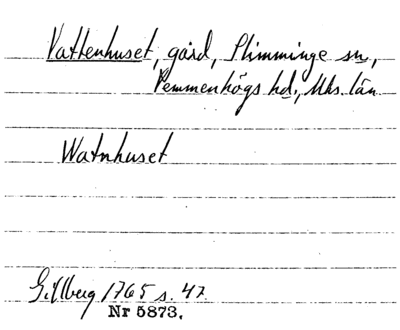 Vattenhuset, gård, Slimminge sn,
Vemmenhögs hd., Mhs. län
Watnhuset
Gillberg 1765 s. 47
Nr 5873.